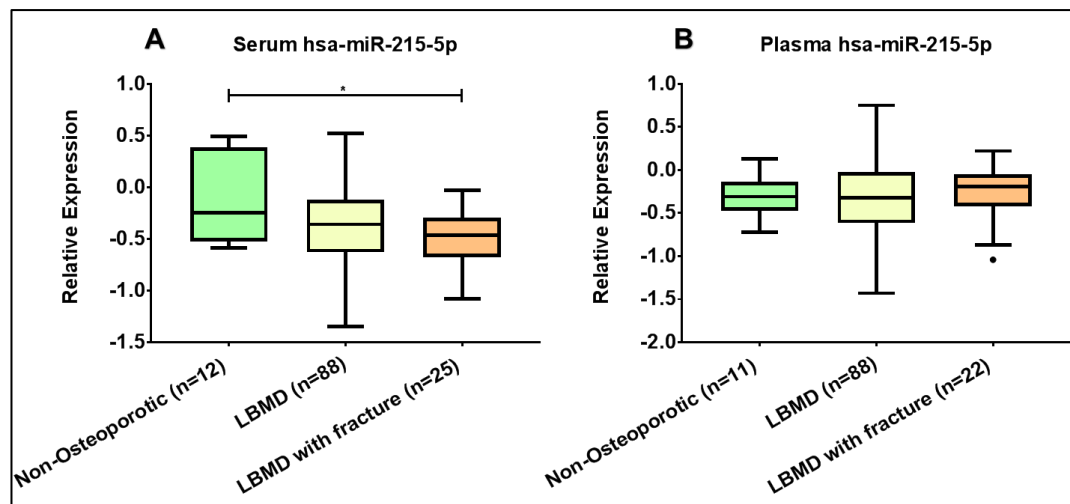 A
Serum hsa-miR-215-5p
*
Relative Expression
1.0
0.5
0.0
-0.5
-1.0
-1.5
Non-Osteoporotic (n=12)
LBMD (n=88)
LBMD with fracture (n=25)
B
Plasma hsa-miR-215-5p
Relative Expression
1.0
0.5
0.0
-0.5
-1.0
-1.5
-2.0
Non-Osteoporotic (n=11)
LBMD (n=88)
LBMD with fracture (n=22)